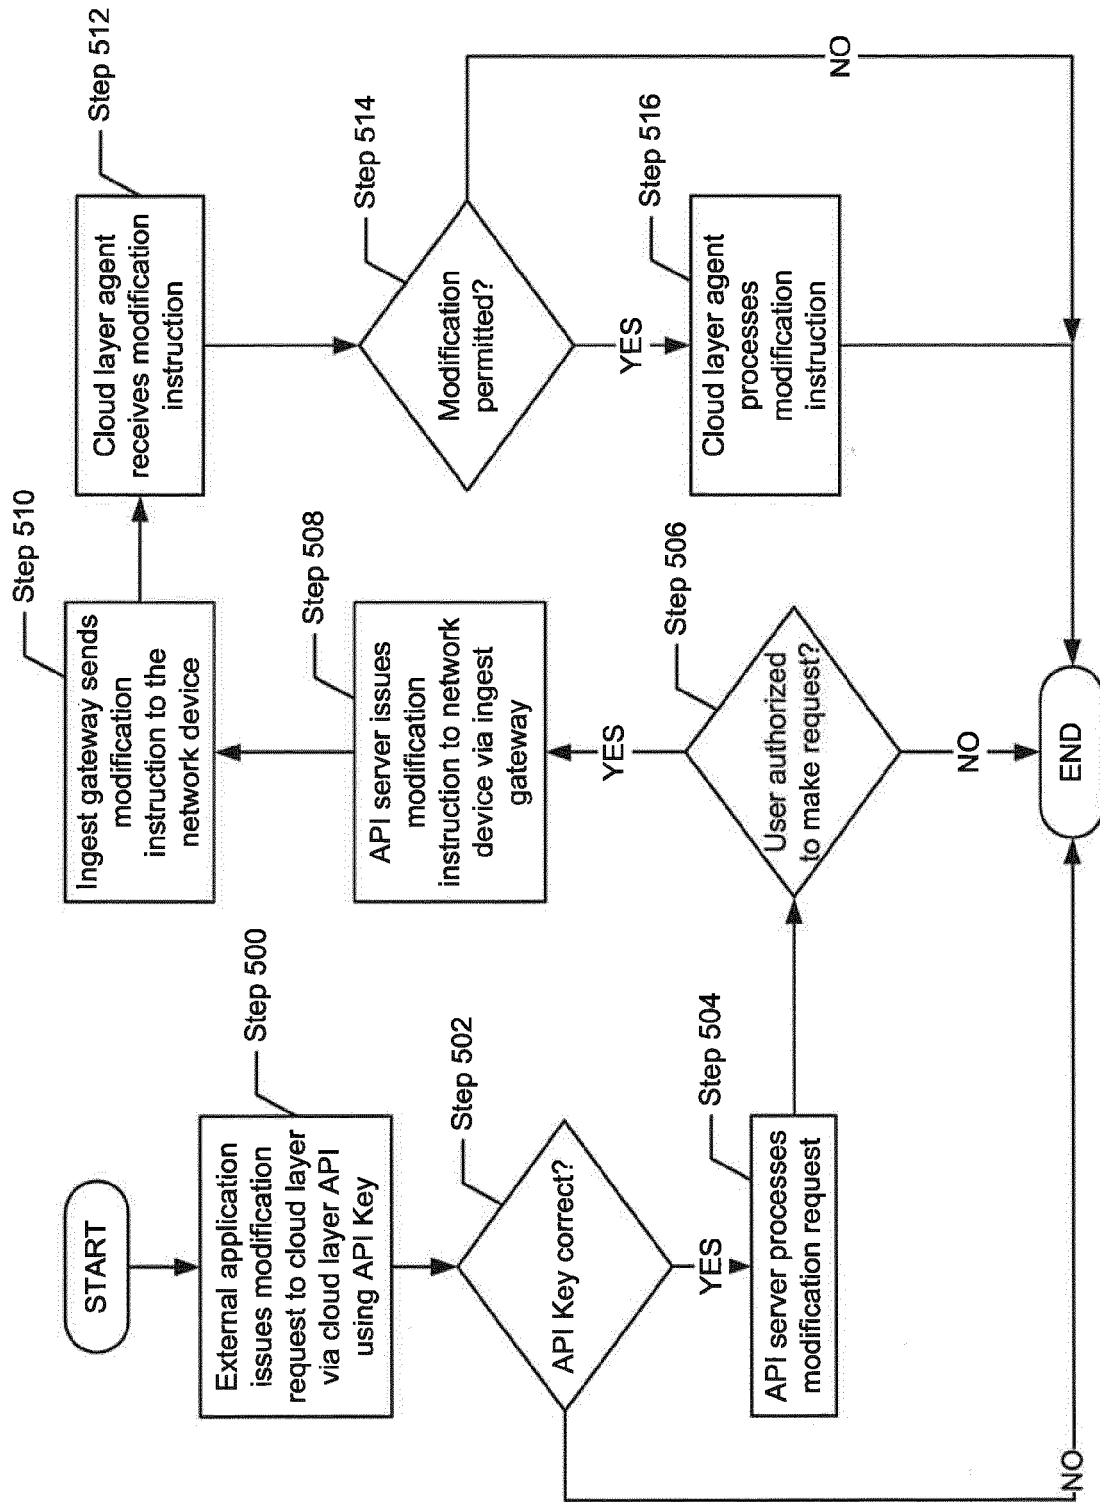 START
External application
issues modification
request to cloud layer
via cloud layer API
using API Key
Step 500
API Key correct?
Step 502
YES
NO
API server processes
modification request
Step 504
User authorized
to make request?
Step 506
YES
NO
API server issues
modification
instruction to network
device via ingest
gateway
Step 508
Ingest gateway sends
modification
instruction to the
network device
Step 510
Cloud layer agent
receives modification
instruction
Step 512
Modification
permitted?
Step 514
YES
NO
Cloud layer agent
processes
modification
instruction
Step 516
END